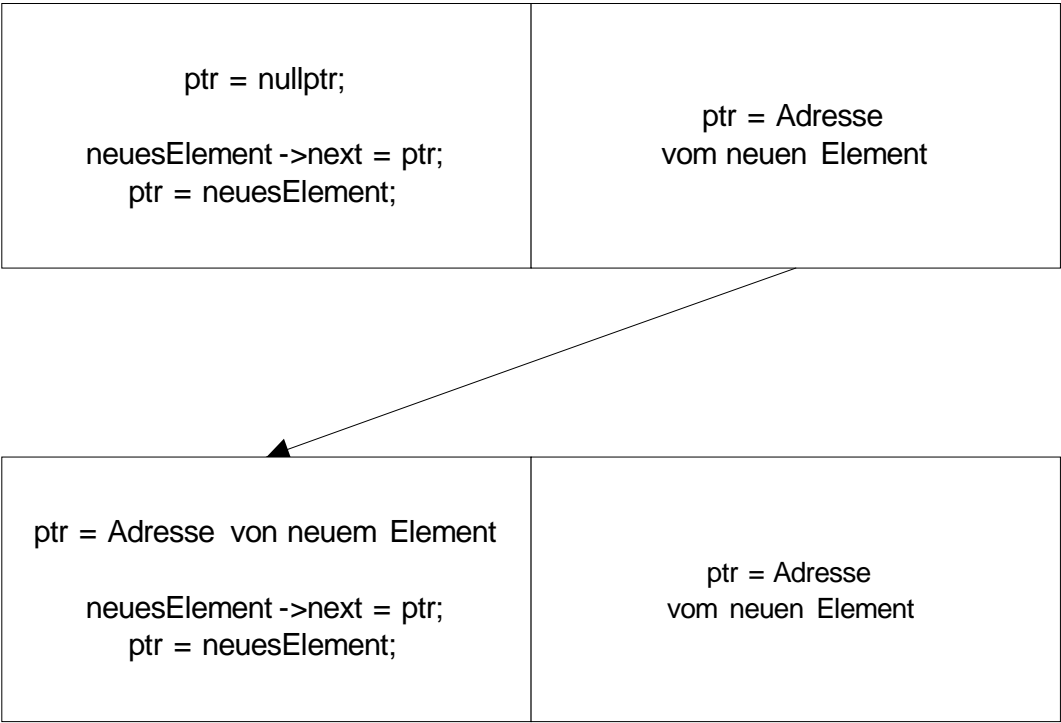 ptr = nullptr;
neuesElement->next = ptr;
ptr = neuesElement;
ptr = Adresse
vom neuen Element
ptr = Adresse von neuem Element
neuesElement->next = ptr;
ptr = neuesElement;
ptr = Adresse
vom neuen Element